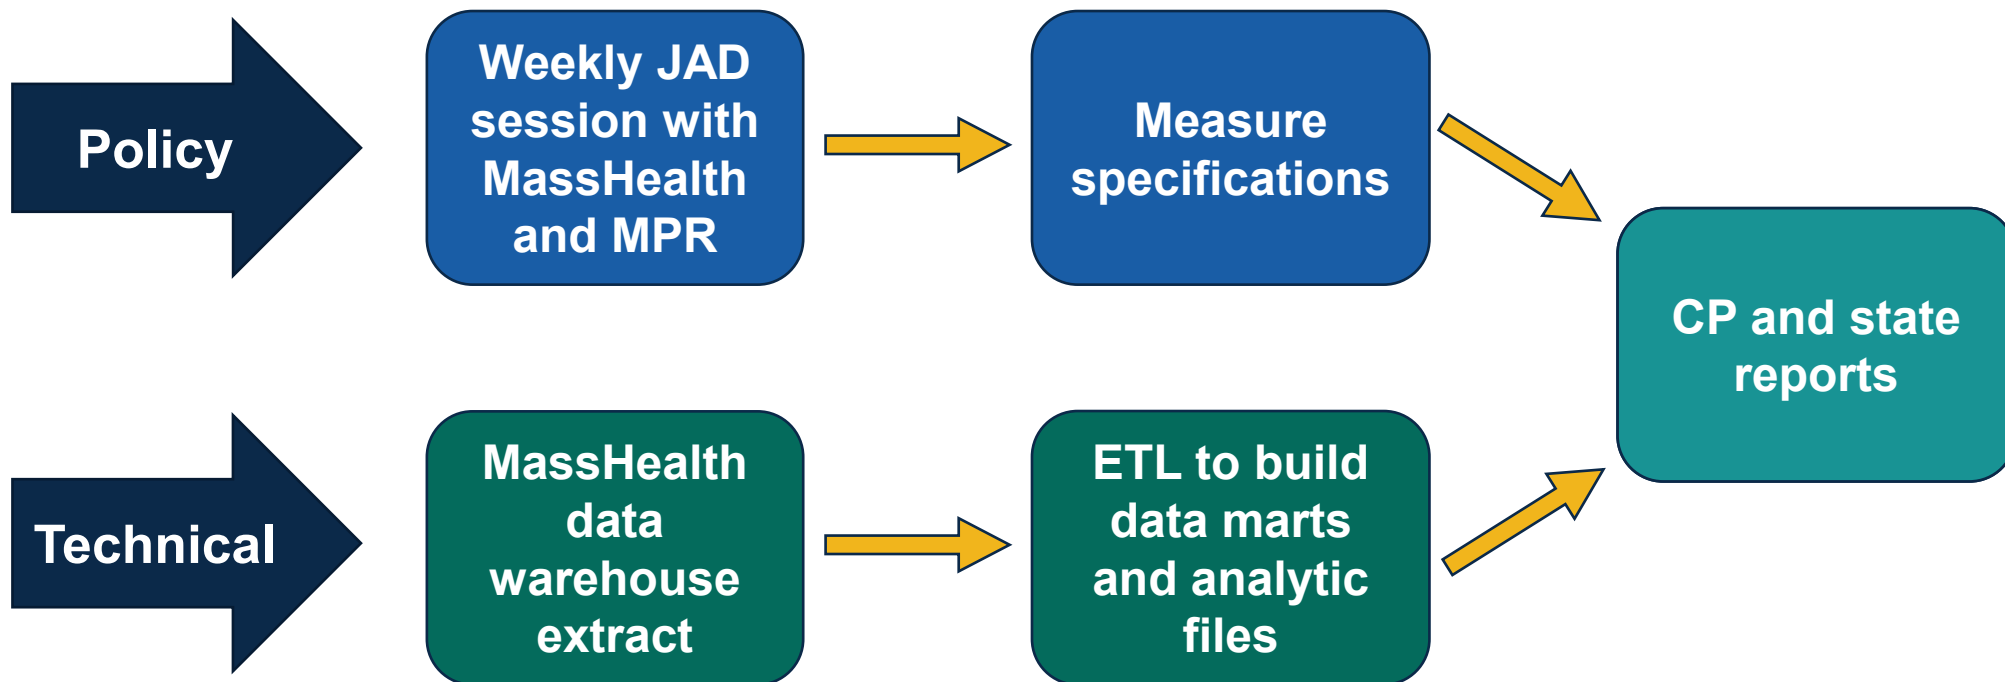 Policy
Weekly JAD
session with
MassHealth
and MPR
Measure
specifications
CP and state
reports
Technical
MassHealth
data
warehouse
extract
ETL to build
data marts
and analytic
files